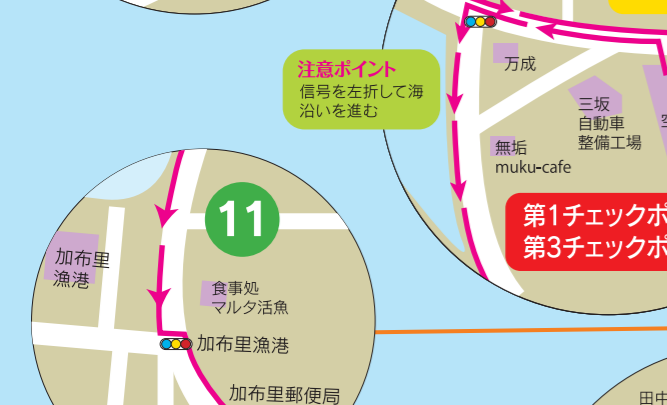 注意ポイント
信号を左折して海
沿いを進む
万成
三坂
自動車
整備工場
無垢
muku-cafe
第1チェックポ
第3チェックポ
11
加布里
漁港
食事処
マルタ活魚
加布里漁港
加布里郵便局
田中